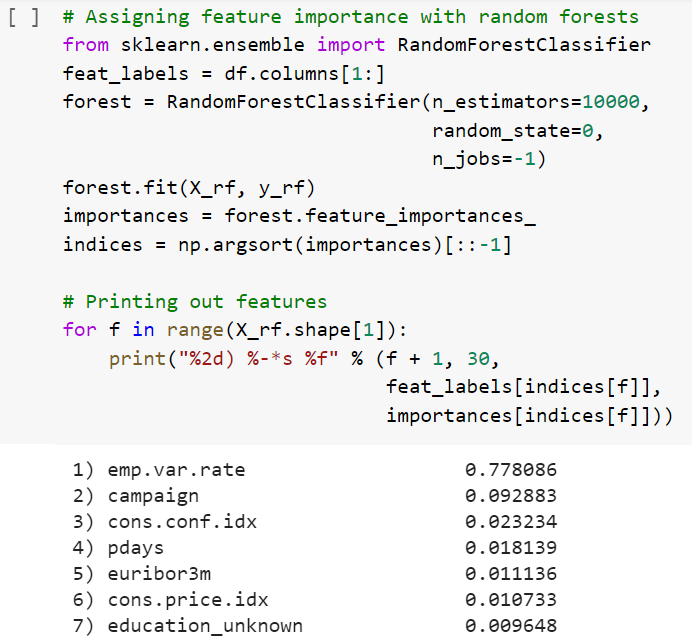 [ ] # Assigning feature importance with random forests
from sklearn.ensemble import RandomForestClassifier
feat_labels = df.columns[1:]
forest = RandomForestClassifier(n_estimators=10000,
                                random_state=0,
                                n_jobs=-1)
forest.fit(X_rf, y_rf)
importances = forest.feature_importances_
indices = np.argsort(importances)[::-1]

# Printing out features
for f in range(X_rf.shape[1]):
    print("%2d) %-*s %f" % (f + 1, 30,
                            feat_labels[indices[f]],
                            importances[indices[f]]))
1) emp.var.rate 0.778086
2) campaign 0.092883
3) cons.conf.idx 0.023234
4) pdays 0.018139
5) euribor3m 0.011136
6) cons.price.idx 0.010733
7) education_unknown 0.009648